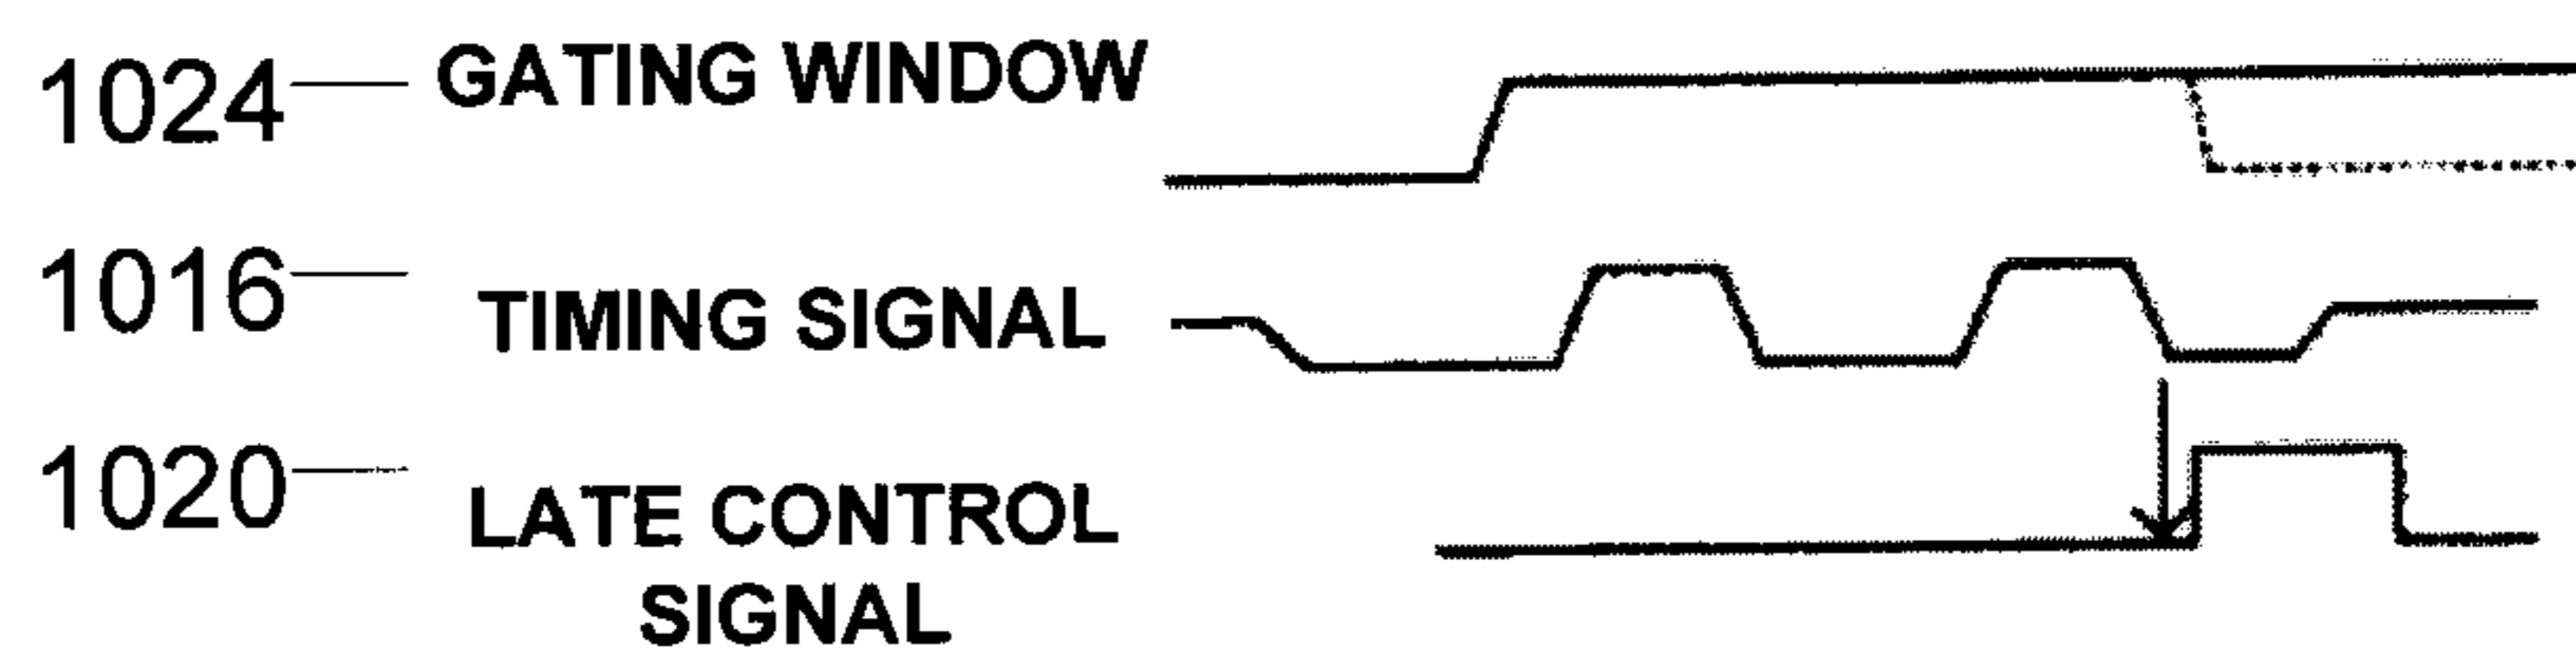 1024 GATING WINDOW
1016 TIMING SIGNAL
1020 LATE CONTROL
SIGNAL